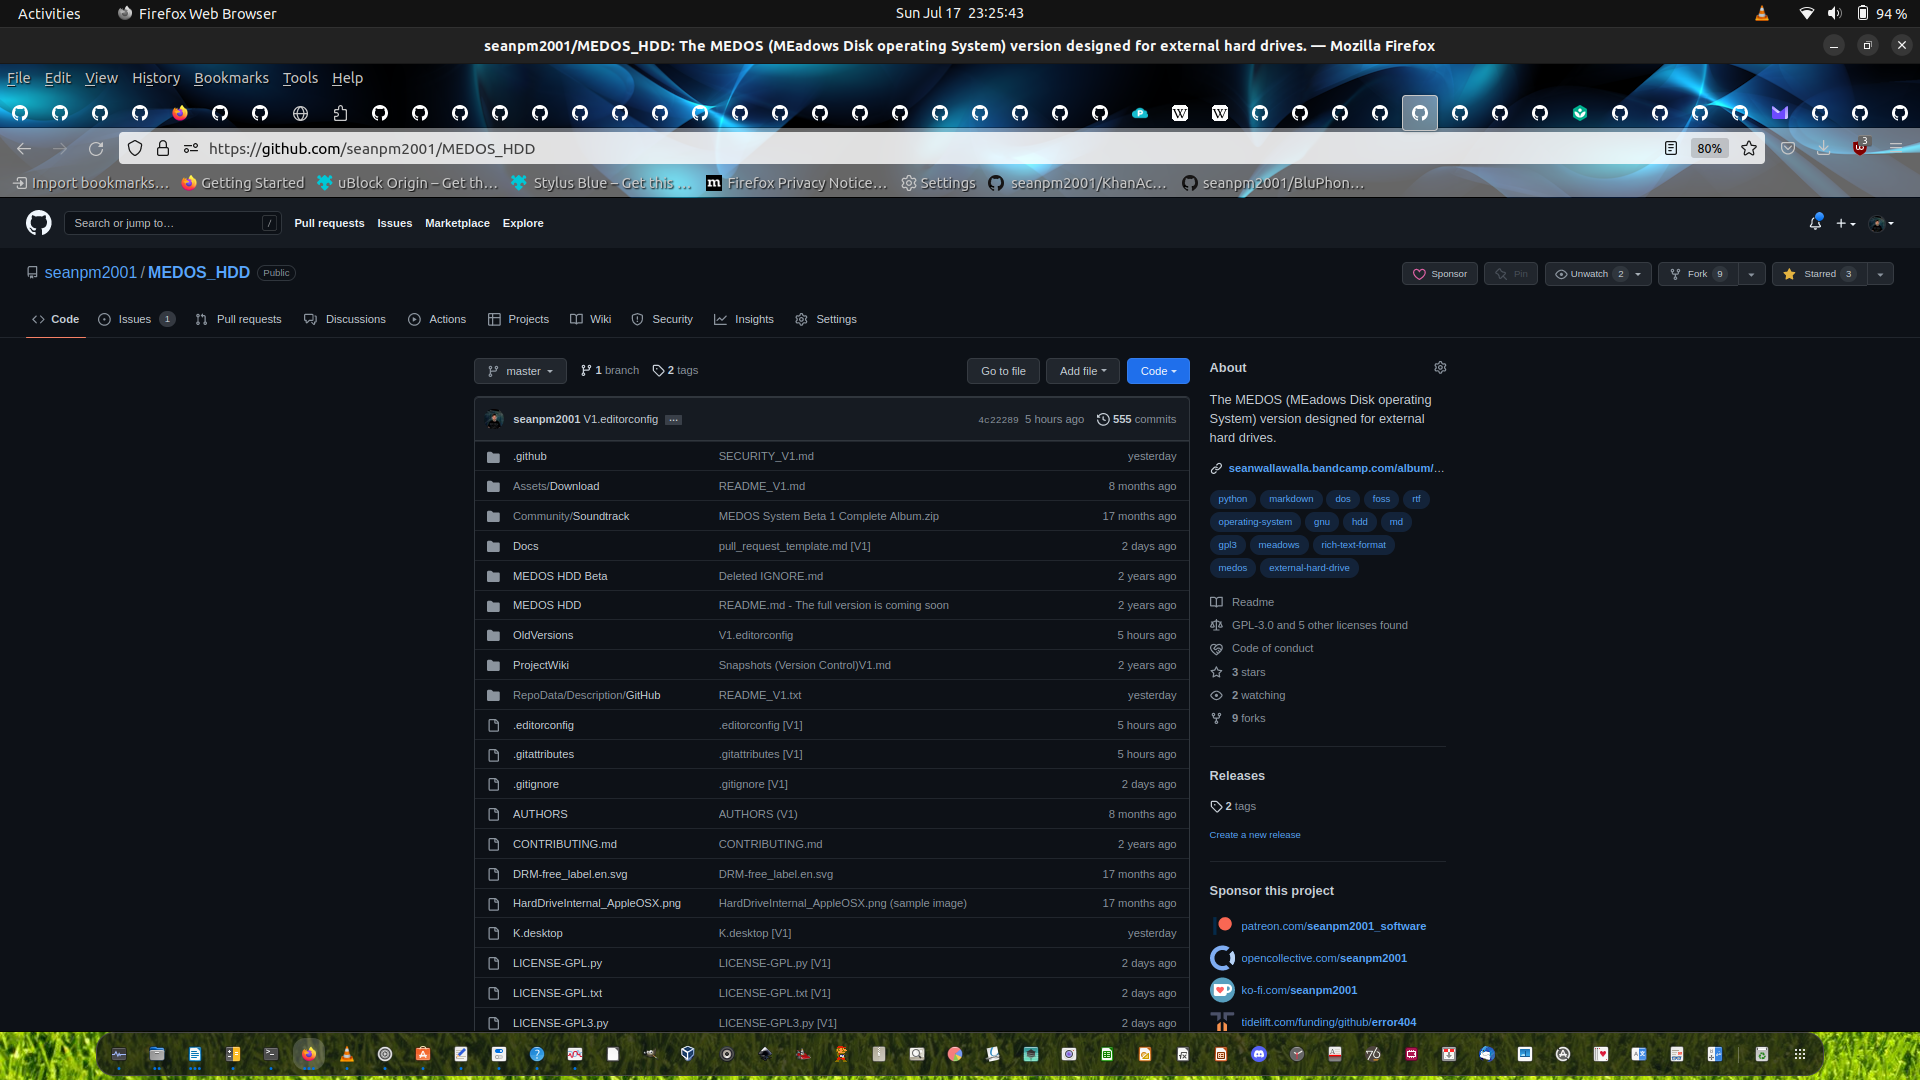 Activities Firefox Web Browser Sun Jul 17 23:25:43 94 %
seanpm2001/MEDOS_HDD: The MEDOS (MEadows Disk operating System) version designed for external hard drives. — Mozilla Firefox
File Edit View History Bookmarks Tools Help
https://github.com/seanpm2001/MEDOS_HDD 80% 3
Import bookmarks… Getting Started uBlock Origin – Get th… Stylus Blue – Get this … Firefox Privacy Notice… Settings seanpm2001/KhanAc… seanpm2001/BluPhon…
Search or jump to… / Pull requests Issues Marketplace Explore
seanpm2001 / MEDOS_HDD Public Sponsor Pin Unwatch 2 Fork 9 Starred 3
Code Issues 1 Pull requests Discussions Actions Projects Wiki Security Insights Settings
master 1 branch 2 tags Go to file Add file Code
seanpm2001 V1.editorconfig … 4c22289 5 hours ago 555 commits
.github SECURITY_V1.md yesterday
Assets/Download README_V1.md 8 months ago
Community/Soundtrack MEDOS System Beta 1 Complete Album.zip 17 months ago
Docs pull_request_template.md [V1] 2 days ago
MEDOS HDD Beta Deleted IGNORE.md 2 years ago
MEDOS HDD README.md - The full version is coming soon 2 years ago
OldVersions V1.editorconfig 5 hours ago
ProjectWiki Snapshots (Version Control)V1.md 2 years ago
RepoData/Description/GitHub README_V1.txt yesterday
.editorconfig .editorconfig [V1] 5 hours ago
.gitattributes .gitattributes [V1] 5 hours ago
.gitignore .gitignore [V1] 2 days ago
AUTHORS AUTHORS (V1) 8 months ago
CONTRIBUTING.md CONTRIBUTING.md 2 years ago
DRM-free_label.en.svg DRM-free_label.en.svg 17 months ago
HardDriveInternal_AppleOSX.png HardDriveInternal_AppleOSX.png (sample image) 17 months ago
K.desktop K.desktop [V1] yesterday
LICENSE-GPL.py LICENSE-GPL.py [V1] 2 days ago
LICENSE-GPL.txt LICENSE-GPL.txt [V1] 2 days ago
LICENSE-GPL3.py LICENSE-GPL3.py [V1] 2 days ago
About
The MEDOS (MEadows Disk operating
System) version designed for external
hard drives.
seanwallawalla.bandcamp.com/album/…
python markdown dos foss rtf
operating-system gnu hdd md
gpl3 meadows rich-text-format
medos external-hard-drive
Readme
GPL-3.0 and 5 other licenses found
Code of conduct
3 stars
2 watching
9 forks
Releases
2 tags
Create a new release
Sponsor this project
patreon.com/seanpm2001_software
opencollective.com/seanpm2001
ko-fi.com/seanpm2001
tidelift.com/funding/github/error404